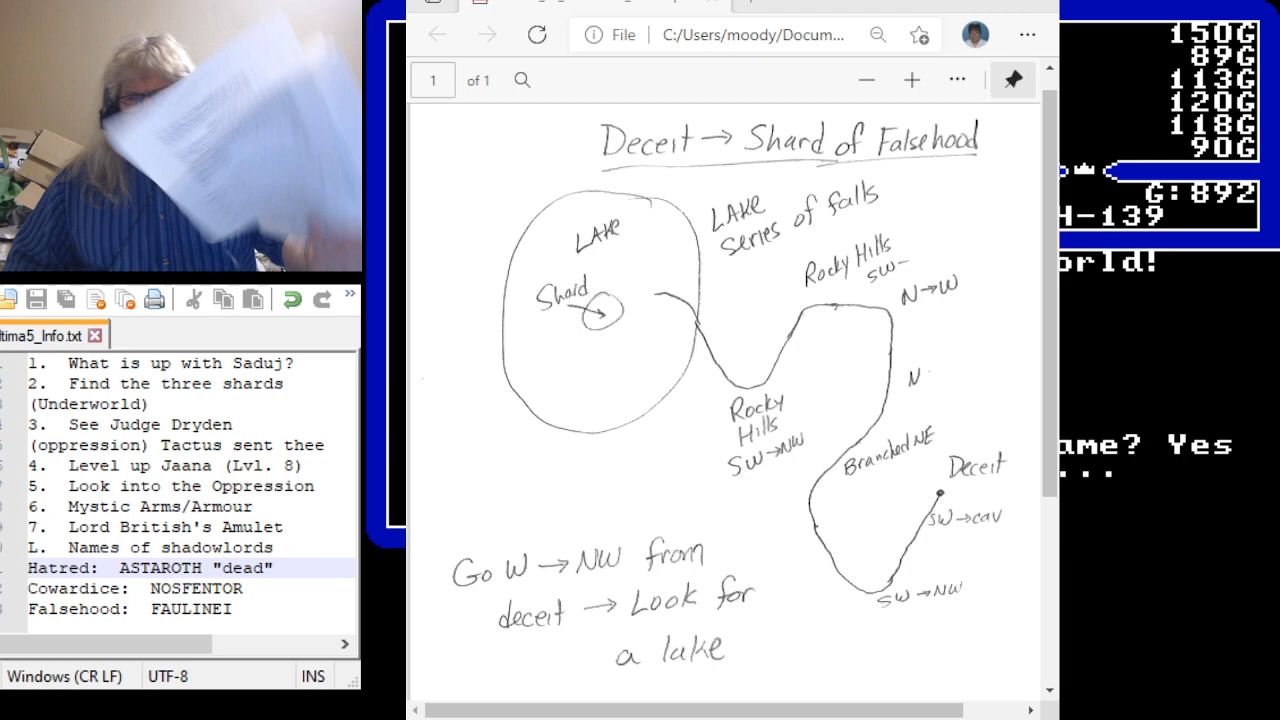 File C:/Users/moody/Docum...
1 of 1
Deceit → Shard of Falsehood
LAKE
Shard
LAKE
series of falls
Rocky Hills
SW-
N→W
N
Rocky
Hills
SW→NW
Branched NE
Deceit
SW→cav
SW→NW
Go W → NW from
deceit → Look for
a lake
150G
89G
113G
120G
118G
90G
G:892
H-139
orld!
ame? Yes
...
tima5_Info.txt
1. What is up with Saduj?
2. Find the three shards
(Underworld)
3. See Judge Dryden
(oppression) Tactus sent thee
4. Level up Jaana (Lvl. 8)
5. Look into the Oppression
6. Mystic Arms/Armour
7. Lord British's Amulet
L. Names of shadowlords
Hatred: ASTAROTH "dead"
Cowardice: NOSFENTOR
Falsehood: FAULINEI
Windows (CR LF) UTF-8 INS